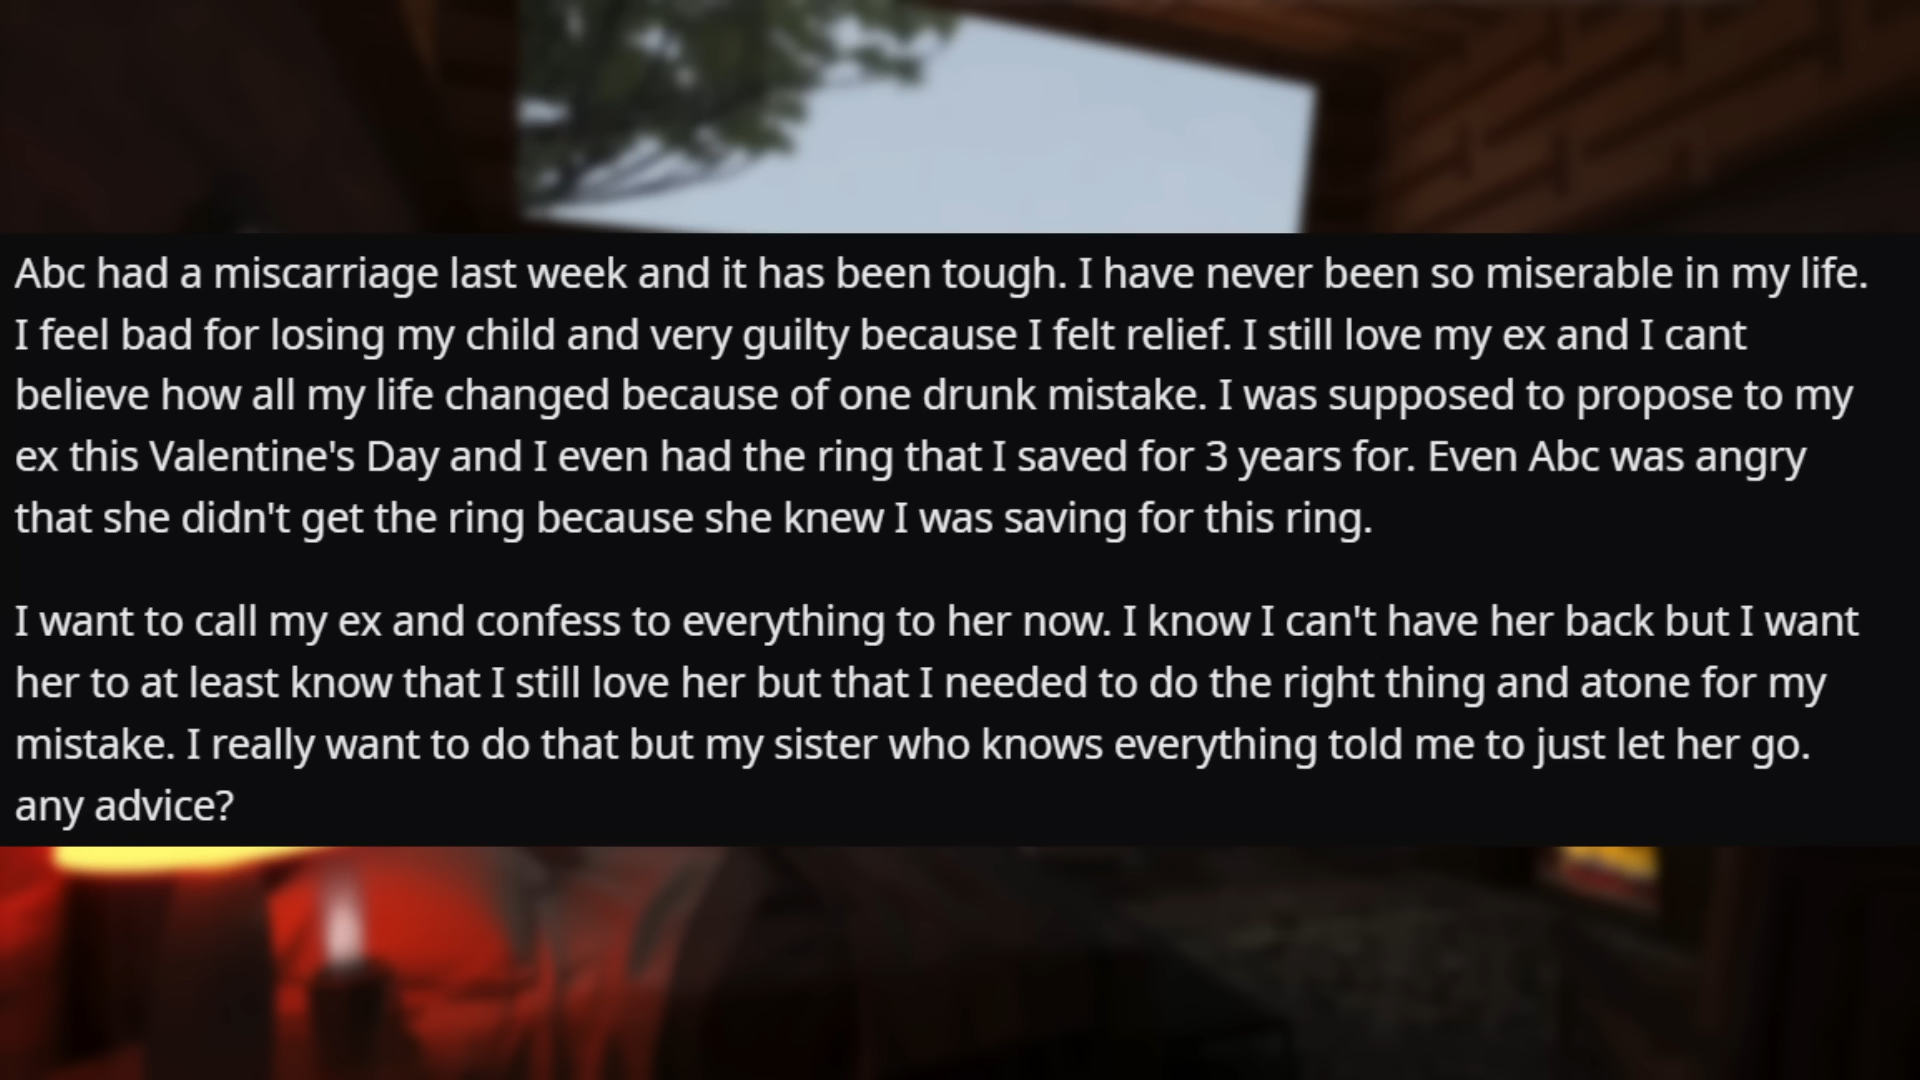 Abc had a miscarriage last week and it has been tough. I have never been so miserable in my life.
I feel bad for losing my child and very guilty because I felt relief. I still love my ex and I cant
believe how all my life changed because of one drunk mistake. I was supposed to propose to my
ex this Valentine's Day and I even had the ring that I saved for 3 years for. Even Abc was angry
that she didn't get the ring because she knew I was saving for this ring.
I want to call my ex and confess to everything to her now. I know I can't have her back but I want
her to at least know that I still love her but that I needed to do the right thing and atone for my
mistake. I really want to do that but my sister who knows everything told me to just let her go.
any advice?